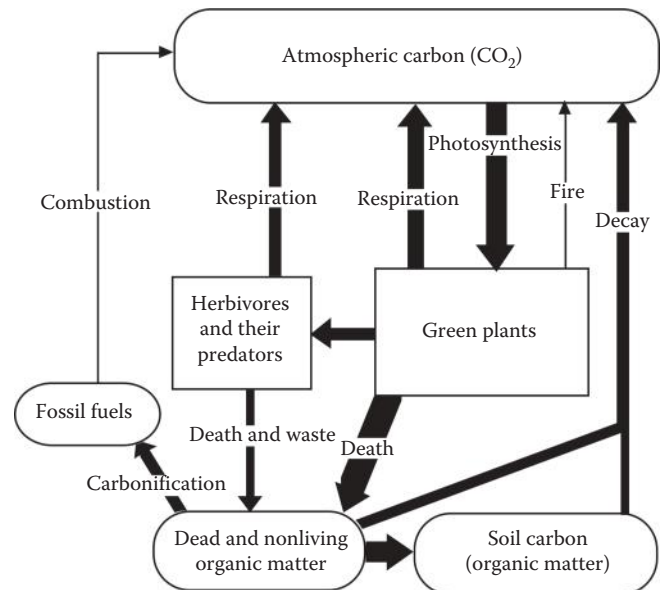 Atmospheric carbon (CO₂)
Photosynthesis
Combustion
Respiration
Respiration
Fire
Decay
Herbivores
and their
predators
Green plants
Fossil fuels
Death and waste
Death
Carbonification
Dead and nonliving
organic matter
Soil carbon
(organic matter)